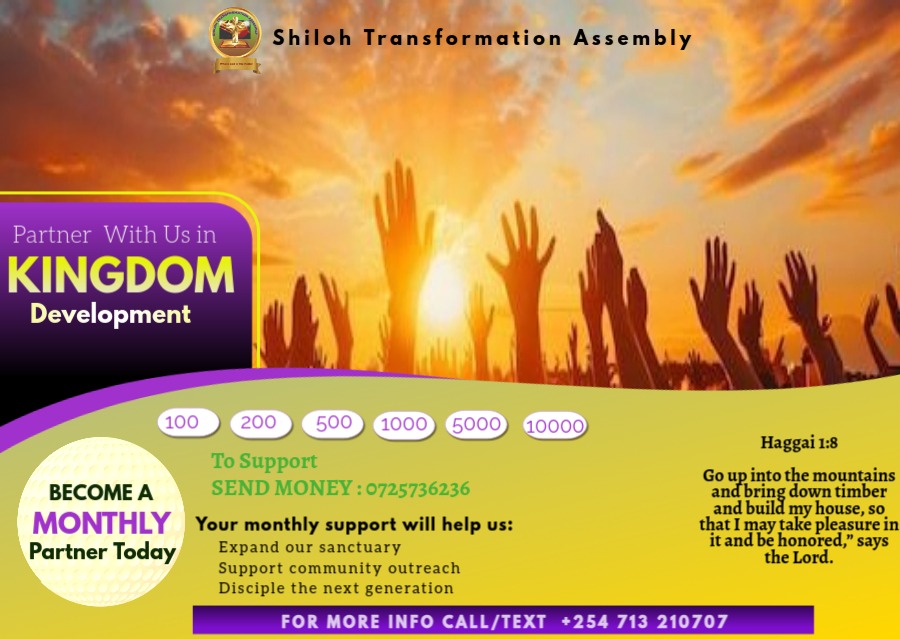 Shiloh Transformation Assembly
Partner With Us in
KINGDOM
Development
100 200 500 1000 5000 10000
To Support
SEND MONEY : 0725736236
BECOME A
MONTHLY
Partner Today
Your monthly support will help us:
Expand our sanctuary
Support community outreach
Disciple the next generation
Haggai 1:8
Go up into the mountains
and bring down timber
and build my house, so
that I may take pleasure in
it and be honored,” says
the Lord.
FOR MORE INFO CALL/TEXT +254 713 210707